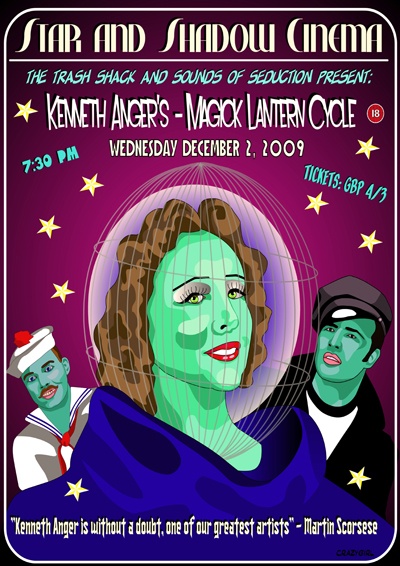 Star and Shadow Cinema
The Trash Shack and Sounds of Seduction present:
Kenneth Anger's - Magick Lantern Cycle
18
Wednesday December 2, 2009
7:30 PM
Tickets: GBP 4/3
"Kenneth Anger is without a doubt, one of our greatest artists" - Martin Scorsese